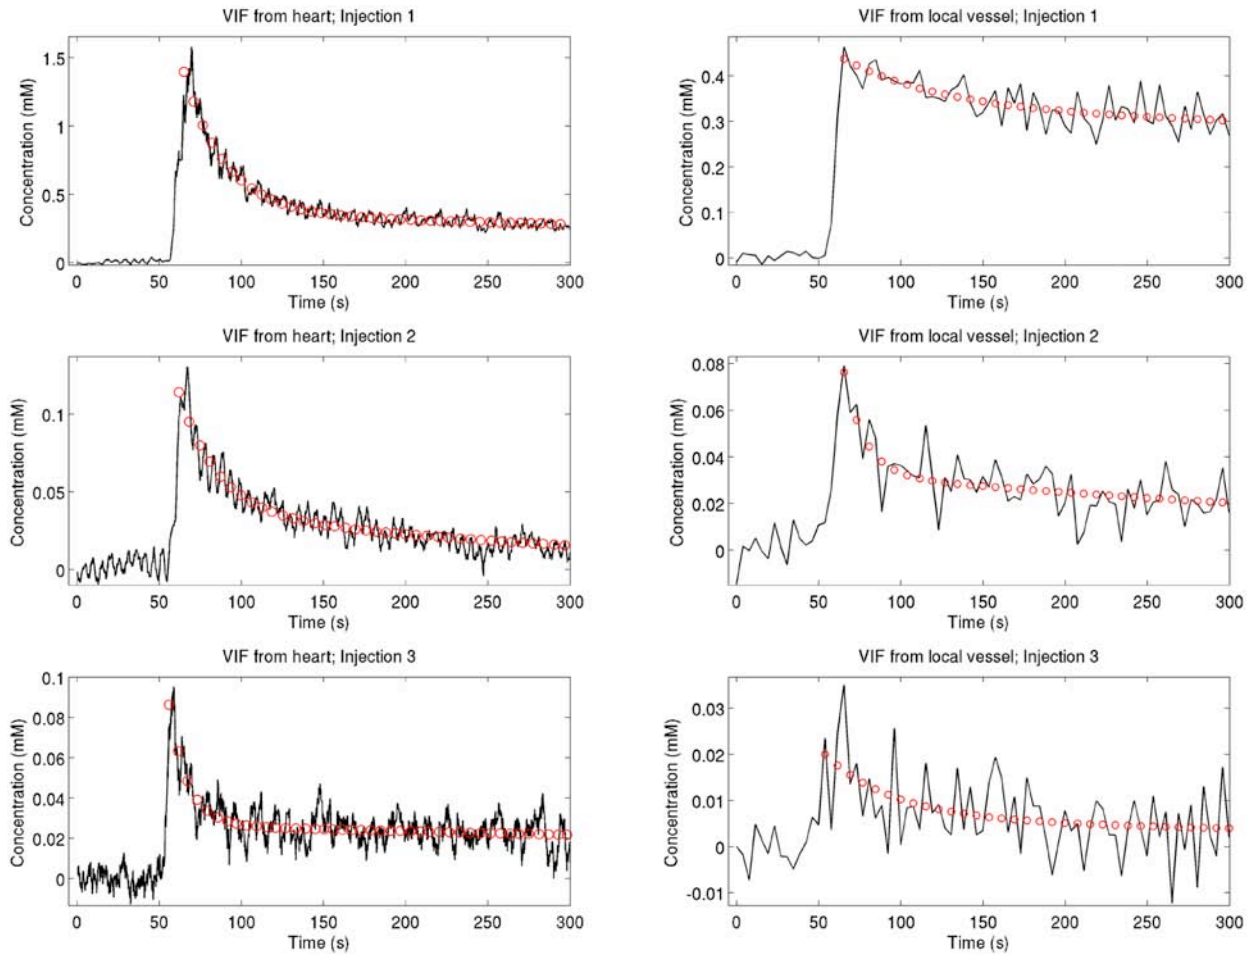 VIF from heart; Injection 1
Concentration (mM)
1.5
1
0.5
0
0 50 100 150 200 250 300
Time (s)
VIF from local vessel; Injection 1
Concentration (mM)
0.4
0.3
0.2
0.1
0
0 50 100 150 200 250 300
Time (s)
VIF from heart; Injection 2
Concentration (mM)
0.1
0.05
0
0 50 100 150 200 250 300
Time (s)
VIF from local vessel; Injection 2
Concentration (mM)
0.08
0.06
0.04
0.02
0
0 50 100 150 200 250 300
Time (s)
VIF from heart; Injection 3
Concentration (mM)
0.1
0.08
0.06
0.04
0.02
0
0 50 100 150 200 250 300
Time (s)
VIF from local vessel; Injection 3
Concentration (mM)
0.03
0.02
0.01
0
-0.01
0 50 100 150 200 250 300
Time (s)